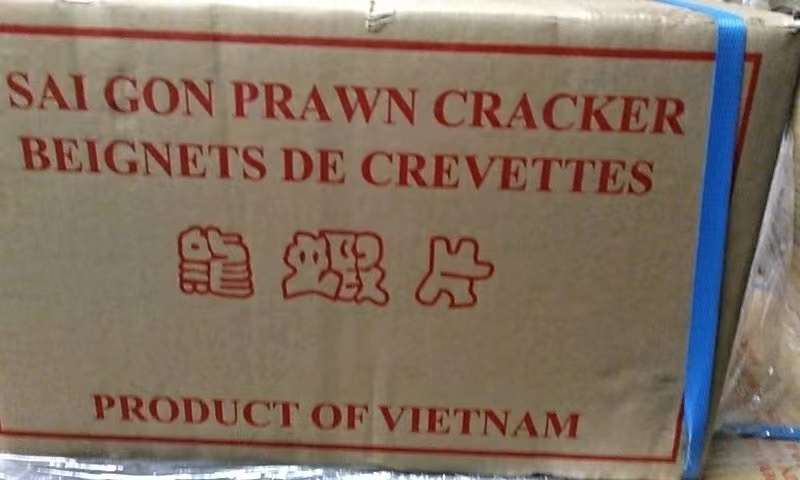 SAI GON PRAWN CRACKER
BEIGNETS DE CREVETTES
龍蝦片
PRODUCT OF VIETNAM